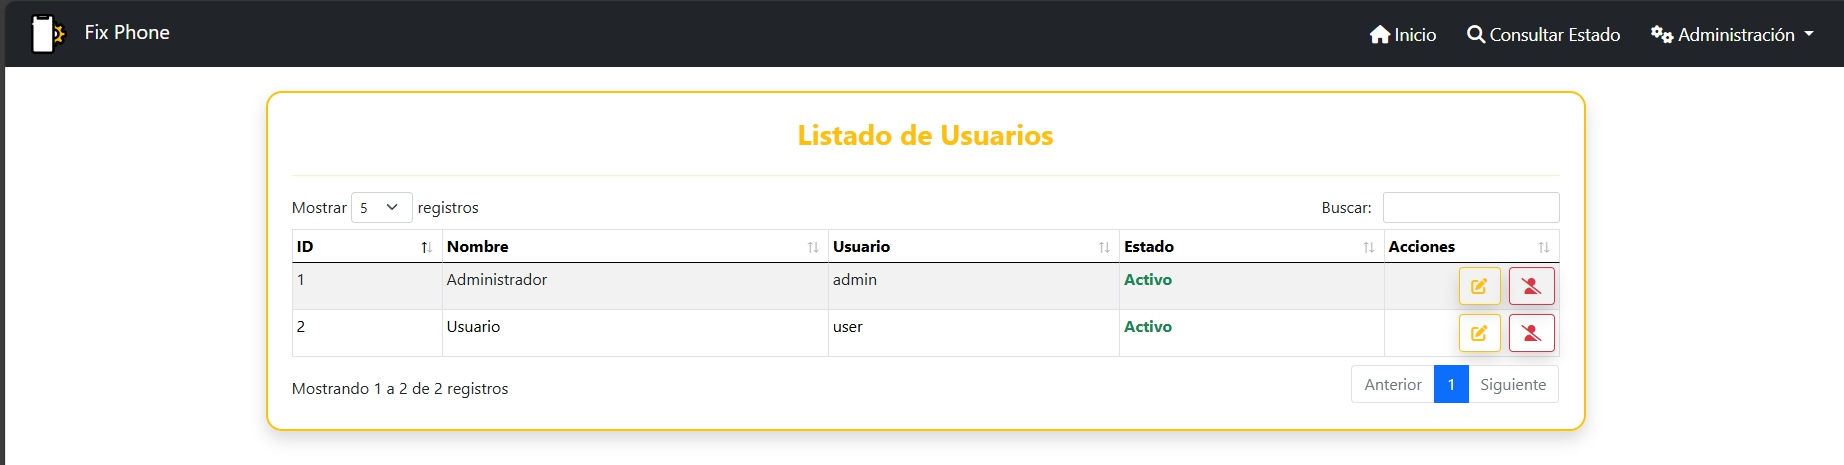 Fix Phone Inicio Consultar Estado Administración
Listado de Usuarios
Mostrar 5 registros Buscar:
ID Nombre Usuario Estado Acciones
1 Administrador admin Activo
2 Usuario user Activo
Mostrando 1 a 2 de 2 registros Anterior 1 Siguiente